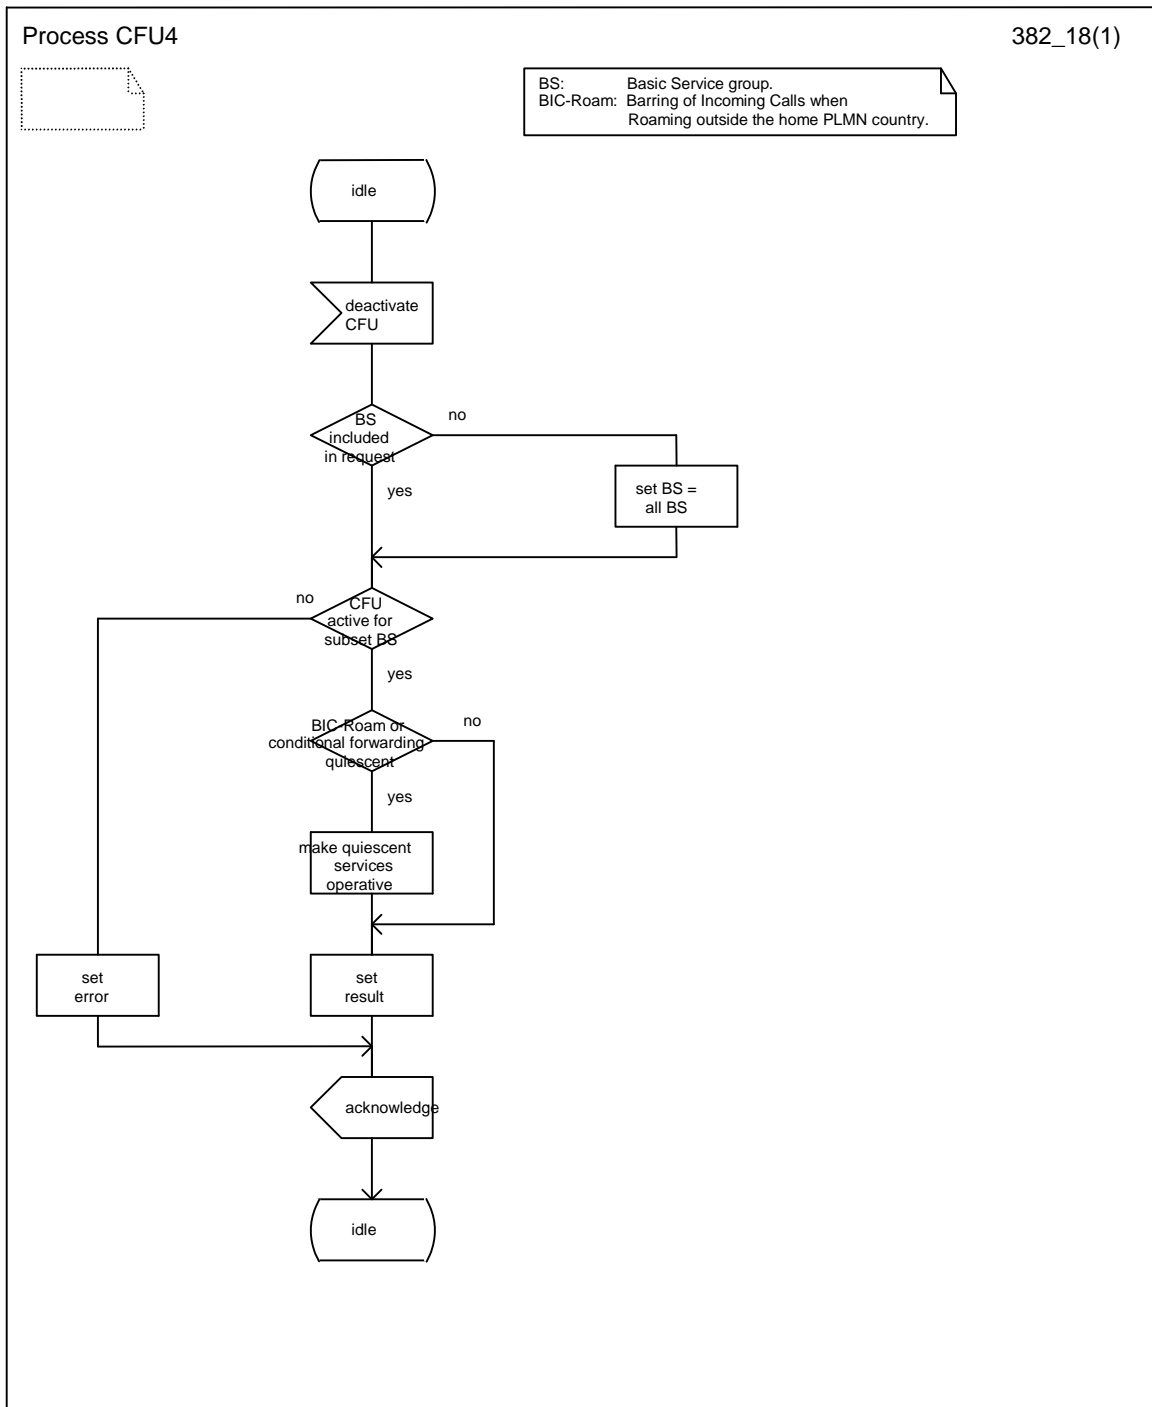 Process CFU4
382_18(1)
BS: Basic Service group.
BIC-Roam: Barring of Incoming Calls when
Roaming outside the home PLMN country.
idle
deactivate
CFU
BS
included
in request
no
yes
set BS =
all BS
no
CFU
active for
subset BS
yes
BIC-Roam or
conditional forwarding
quiescent
no
yes
make quiescent
services
operative
set
error
set
result
acknowledge
idle